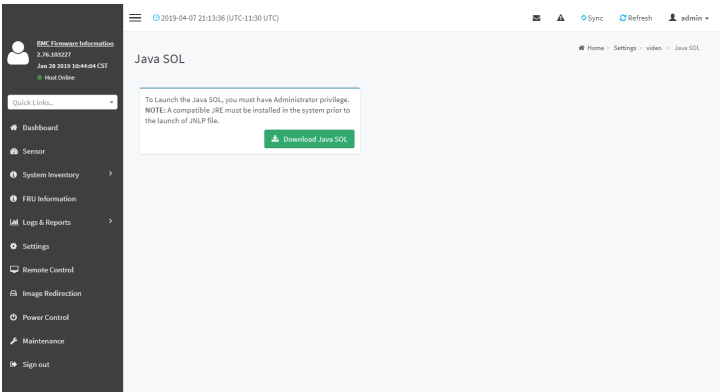 2019-04-07 21:13:36 (UTC-11:30 UTC)
Sync
Refresh
admin
BMC Firmware Information
2.76.103227
Jan 28 2019 10:44:04 CST
Host Online
Quick Links..
Dashboard
Sensor
System Inventory
FRU Information
Logs & Reports
Settings
Remote Control
Image Redirection
Power Control
Maintenance
Sign out
Home > Settings > video > Java SOL
Java SOL
To Launch the Java SOL, you must have Administrator privilege.
NOTE: A compatible JRE must be installed in the system prior to
the launch of JNLP file.
Download Java SOL